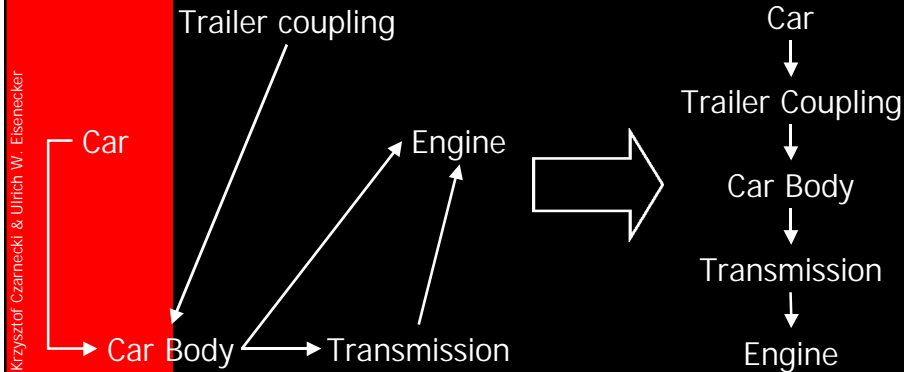 Krzysztof Czarnecki & Ulrich W. Eisenecker
Trailer coupling
Car
Engine
Car Body
Transmission
Car
Trailer Coupling
Car Body
Transmission
Engine